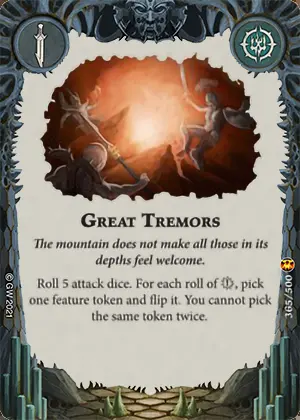 GREAT TREMORS
The mountain does not make all those in its
depths feel welcome.
Roll 5 attack dice. For each roll of , pick
one feature token and flip it. You cannot pick
the same token twice.
© GW 2021
365/500